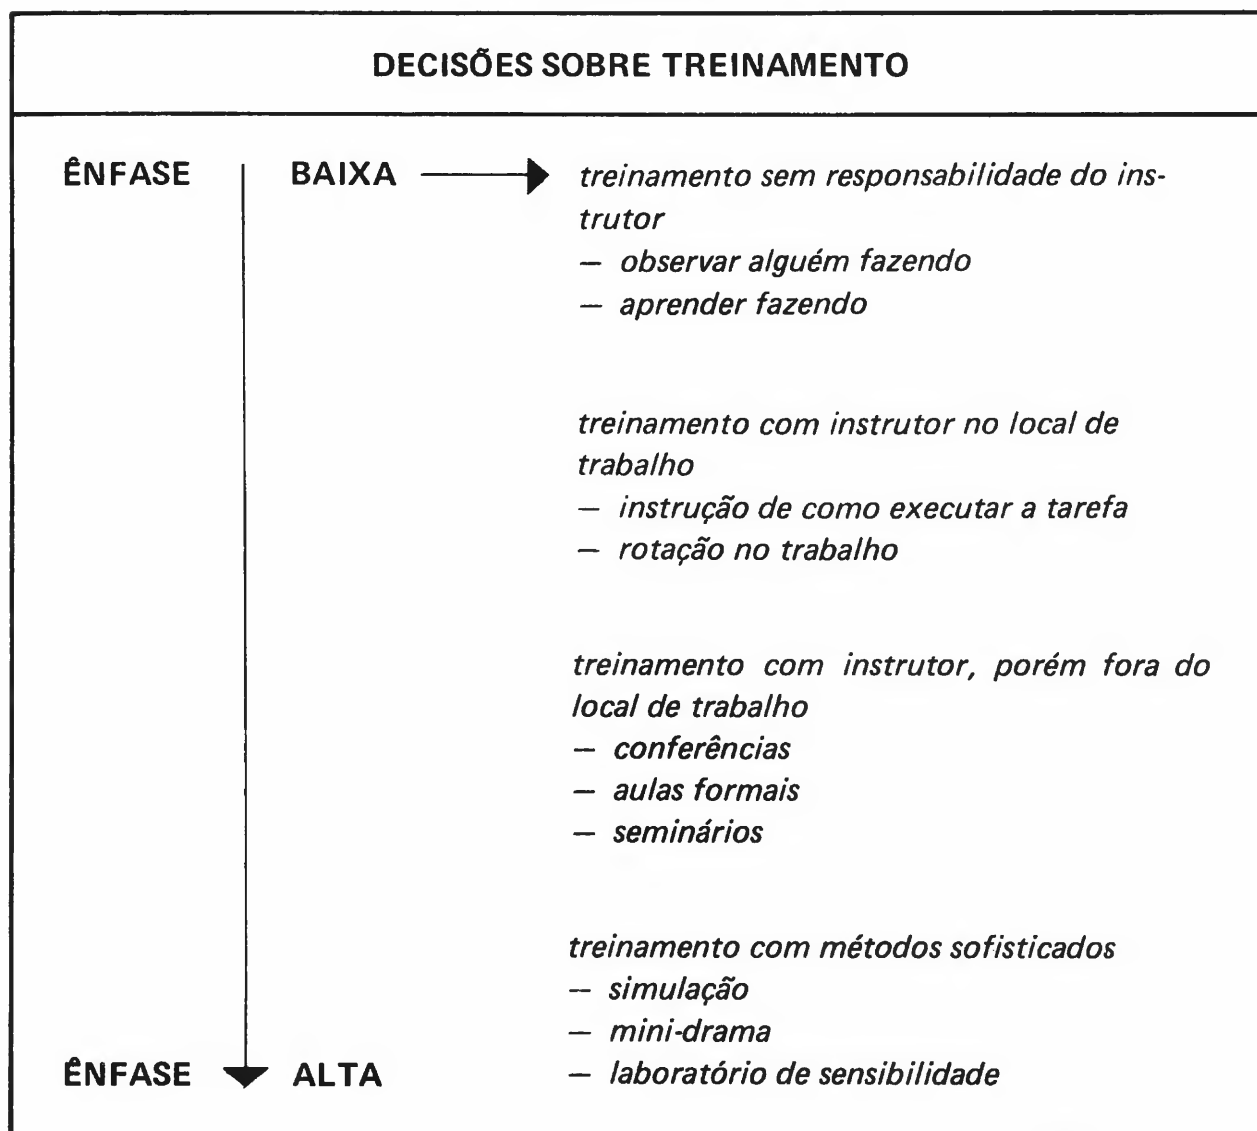 DECISÕES SOBRE TREINAMENTO
ÊNFASE BAIXA treinamento sem responsabilidade do ins-
trutor
– observar alguém fazendo
– aprender fazendo
treinamento com instrutor no local de
trabalho
– instrução de como executar a tarefa
– rotação no trabalho
treinamento com instrutor, porém fora do
local de trabalho
– conferências
– aulas formais
– seminários
treinamento com métodos sofisticados
– simulação
– mini-drama
ÊNFASE ALTA – laboratório de sensibilidade